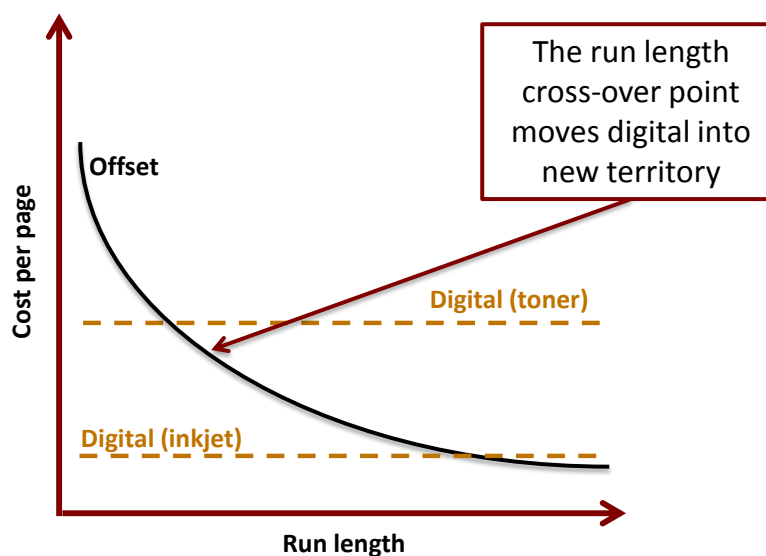 The run length
cross-over point
moves digital into
new territory
Offset
Cost per page
Digital (toner)
Digital (inkjet)
Run length